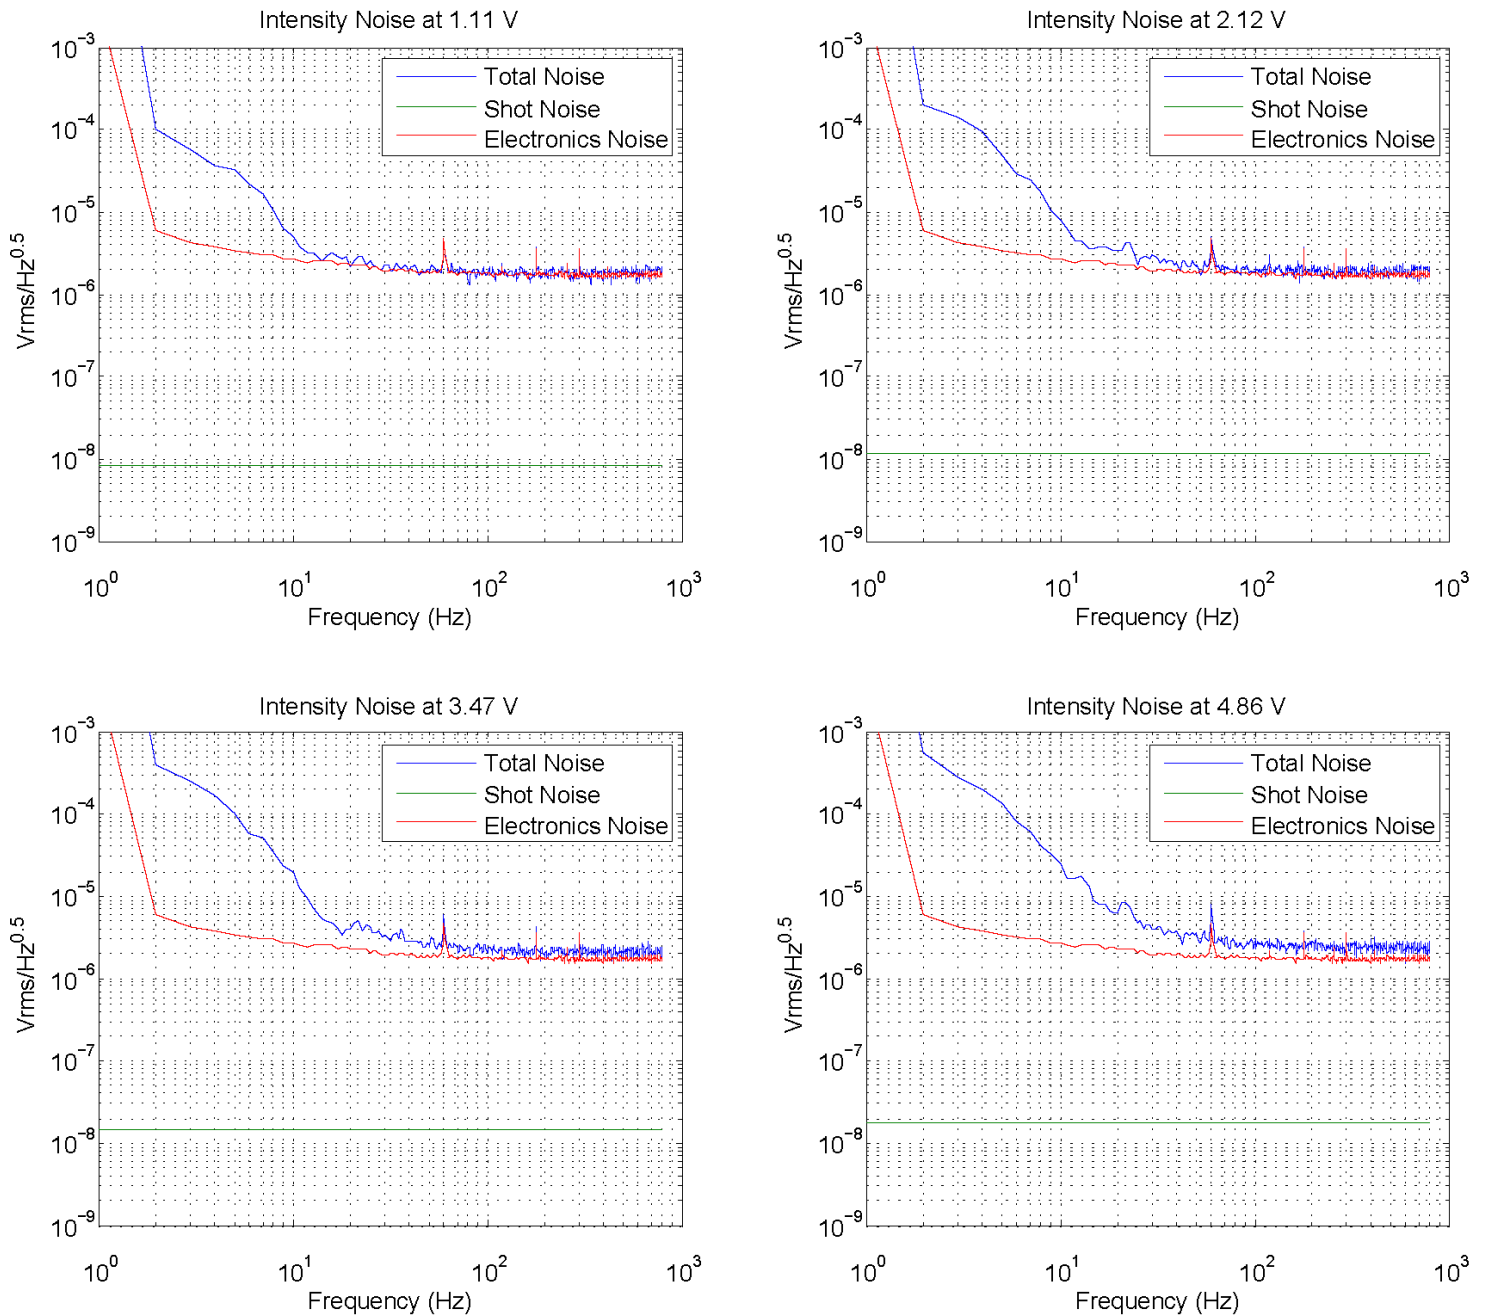 Intensity Noise at 1.11 V
10^-3
10^-4
10^-5
10^-6
10^-7
10^-8
10^-9
Vrms/Hz^0.5
Total Noise
Shot Noise
Electronics Noise
10^0 10^1 10^2 10^3
Frequency (Hz)
Intensity Noise at 2.12 V
10^-3
10^-4
10^-5
10^-6
10^-7
10^-8
10^-9
Vrms/Hz^0.5
Total Noise
Shot Noise
Electronics Noise
10^0 10^1 10^2 10^3
Frequency (Hz)
Intensity Noise at 3.47 V
10^-3
10^-4
10^-5
10^-6
10^-7
10^-8
10^-9
Vrms/Hz^0.5
Total Noise
Shot Noise
Electronics Noise
10^0 10^1 10^2 10^3
Frequency (Hz)
Intensity Noise at 4.86 V
10^-3
10^-4
10^-5
10^-6
10^-7
10^-8
10^-9
Vrms/Hz^0.5
Total Noise
Shot Noise
Electronics Noise
10^0 10^1 10^2 10^3
Frequency (Hz)